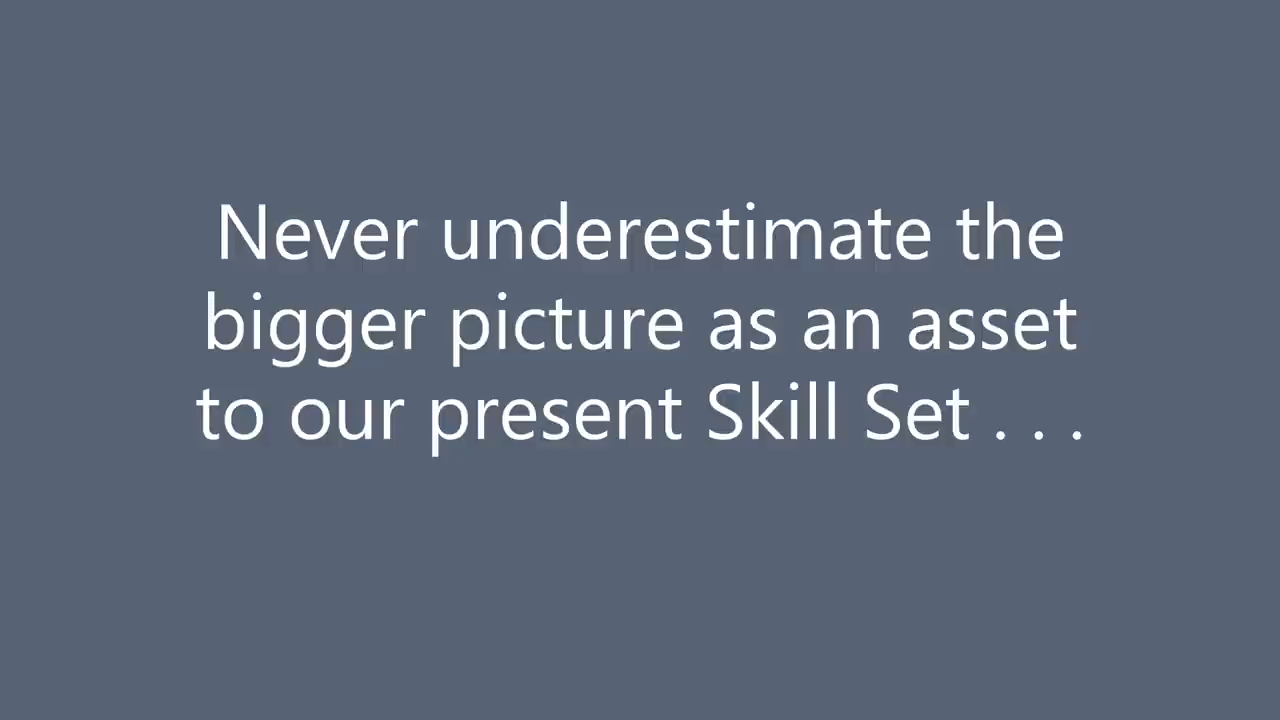 Never underestimate the
bigger picture as an asset
to our present Skill Set . . .